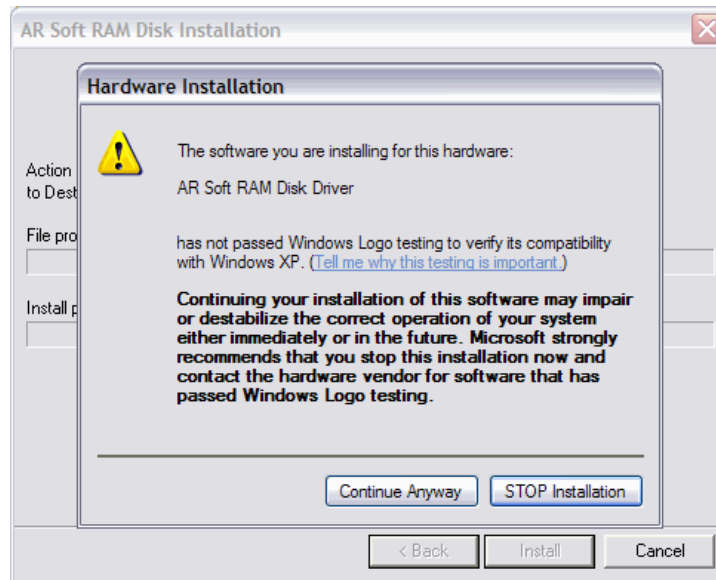 AR Soft RAM Disk Installation
Hardware Installation
The software you are installing for this hardware:
AR Soft RAM Disk Driver
has not passed Windows Logo testing to verify its compatibility
with Windows XP. (Tell me why this testing is important.)
Continuing your installation of this software may impair
or destabilize the correct operation of your system
either immediately or in the future. Microsoft strongly
recommends that you stop this installation now and
contact the hardware vendor for software that has
passed Windows Logo testing.
Continue Anyway STOP Installation
Action
to Dest
File pro
Install p
< Back Install Cancel